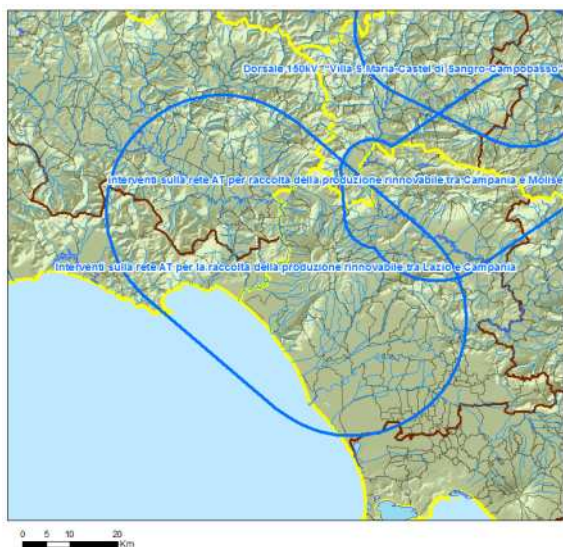 Dorsale 150kV "Villa S.Maria-Castel di Sangro-Campobasso"
Interventi sulla rete AT per raccolta della produzione rinnovabile tra Campania e Molise
Interventi sulla rete AT per la raccolta della produzione rinnovabile tra Lazio e Campania
0 5 10 20
Km